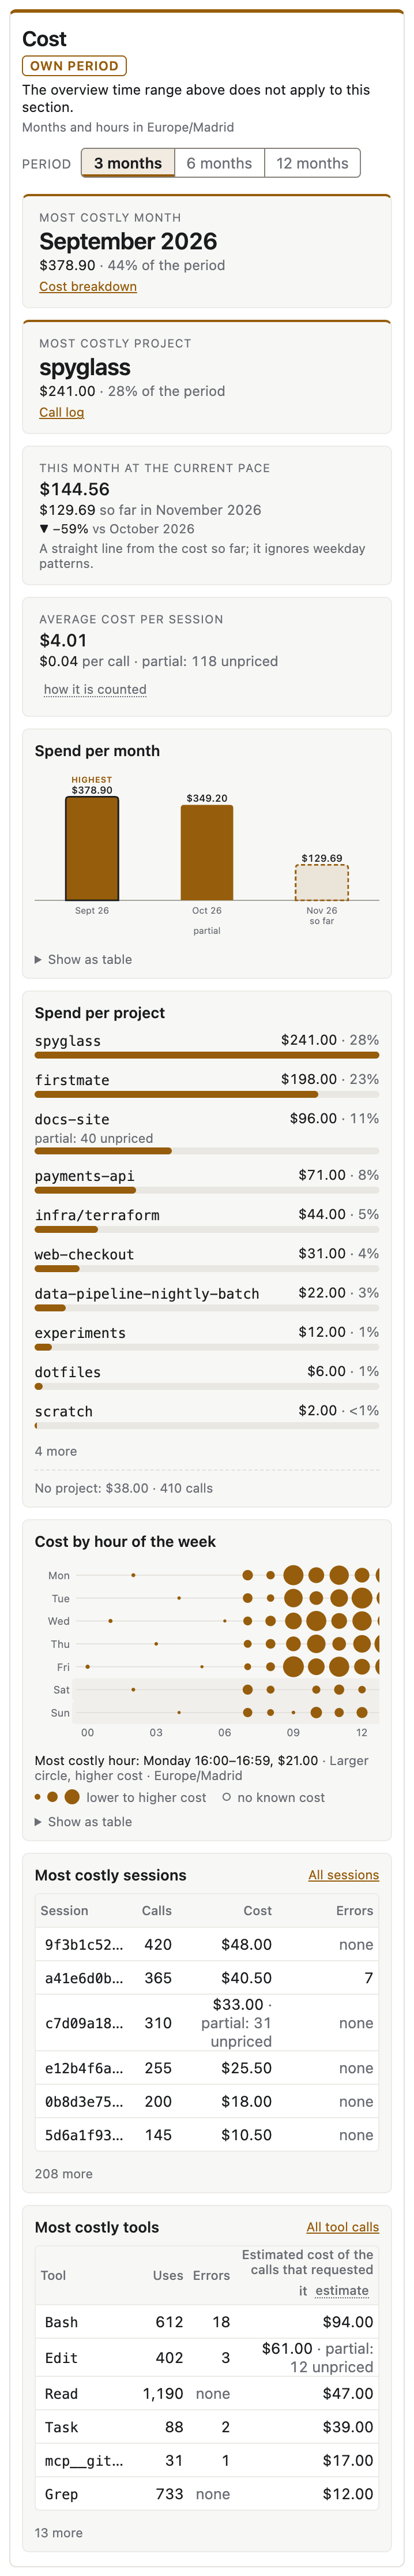 Cost
OWN PERIOD
The overview time range above does not apply to this
section.
Months and hours in Europe/Madrid
PERIOD 3 months 6 months 12 months
MOST COSTLY MONTH
September 2026
$378.90 · 44% of the period
Cost breakdown
MOST COSTLY PROJECT
spyglass
$241.00 · 28% of the period
Call log
THIS MONTH AT THE CURRENT PACE
$144.56
$129.69 so far in November 2026
▼ −59% vs October 2026
A straight line from the cost so far; it ignores weekday
patterns.
AVERAGE COST PER SESSION
$4.01
$0.04 per call · partial: 118 unpriced
how it is counted
Spend per month
HIGHEST
$378.90
$349.20
$129.69
Sept 26 Oct 26 Nov 26
so far
partial
▶ Show as table
Spend per project
spyglass $241.00 · 28%
firstmate $198.00 · 23%
docs-site $96.00 · 11%
partial: 40 unpriced
payments-api $71.00 · 8%
infra/terraform $44.00 · 5%
web-checkout $31.00 · 4%
data-pipeline-nightly-batch $22.00 · 3%
experiments $12.00 · 1%
dotfiles $6.00 · 1%
scratch $2.00 · <1%
4 more
No project: $38.00 · 410 calls
Cost by hour of the week
Mon
Tue
Wed
Thu
Fri
Sat
Sun
00 03 06 09 12
Most costly hour: Monday 16:00–16:59, $21.00 · Larger
circle, higher cost · Europe/Madrid
lower to higher cost no known cost
▶ Show as table
Most costly sessions All sessions
Session Calls Cost Errors
9f3b1c52… 420 $48.00 none
a41e6d0b… 365 $40.50 7
c7d09a18… 310 $33.00 · partial: 31 unpriced none
e12b4f6a… 255 $25.50 none
0b8d3e75… 200 $18.00 none
5d6a1f93… 145 $10.50 none
208 more
Most costly tools All tool calls
Tool Uses Errors Estimated cost of the calls that requested it estimate
Bash 612 18 $94.00
Edit 402 3 $61.00 · partial: 12 unpriced
Read 1,190 none $47.00
Task 88 2 $39.00
mcp__git… 31 1 $17.00
Grep 733 none $12.00
13 more